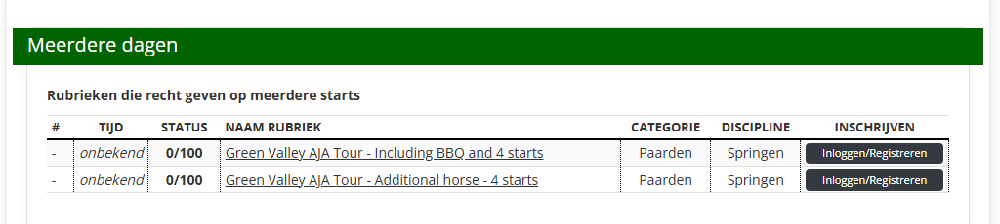 Meerdere dagen
Rubrieken die recht geven op meerdere starts
# TIJD STATUS NAAM RUBRIEK CATEGORIE DISCIPLINE INSCHRIJVEN
- onbekend 0/100 Green Valley AJA Tour - Including BBQ and 4 starts Paarden Springen Inloggen/Registreren
- onbekend 0/100 Green Valley AJA Tour - Additional horse - 4 starts Paarden Springen Inloggen/Registreren